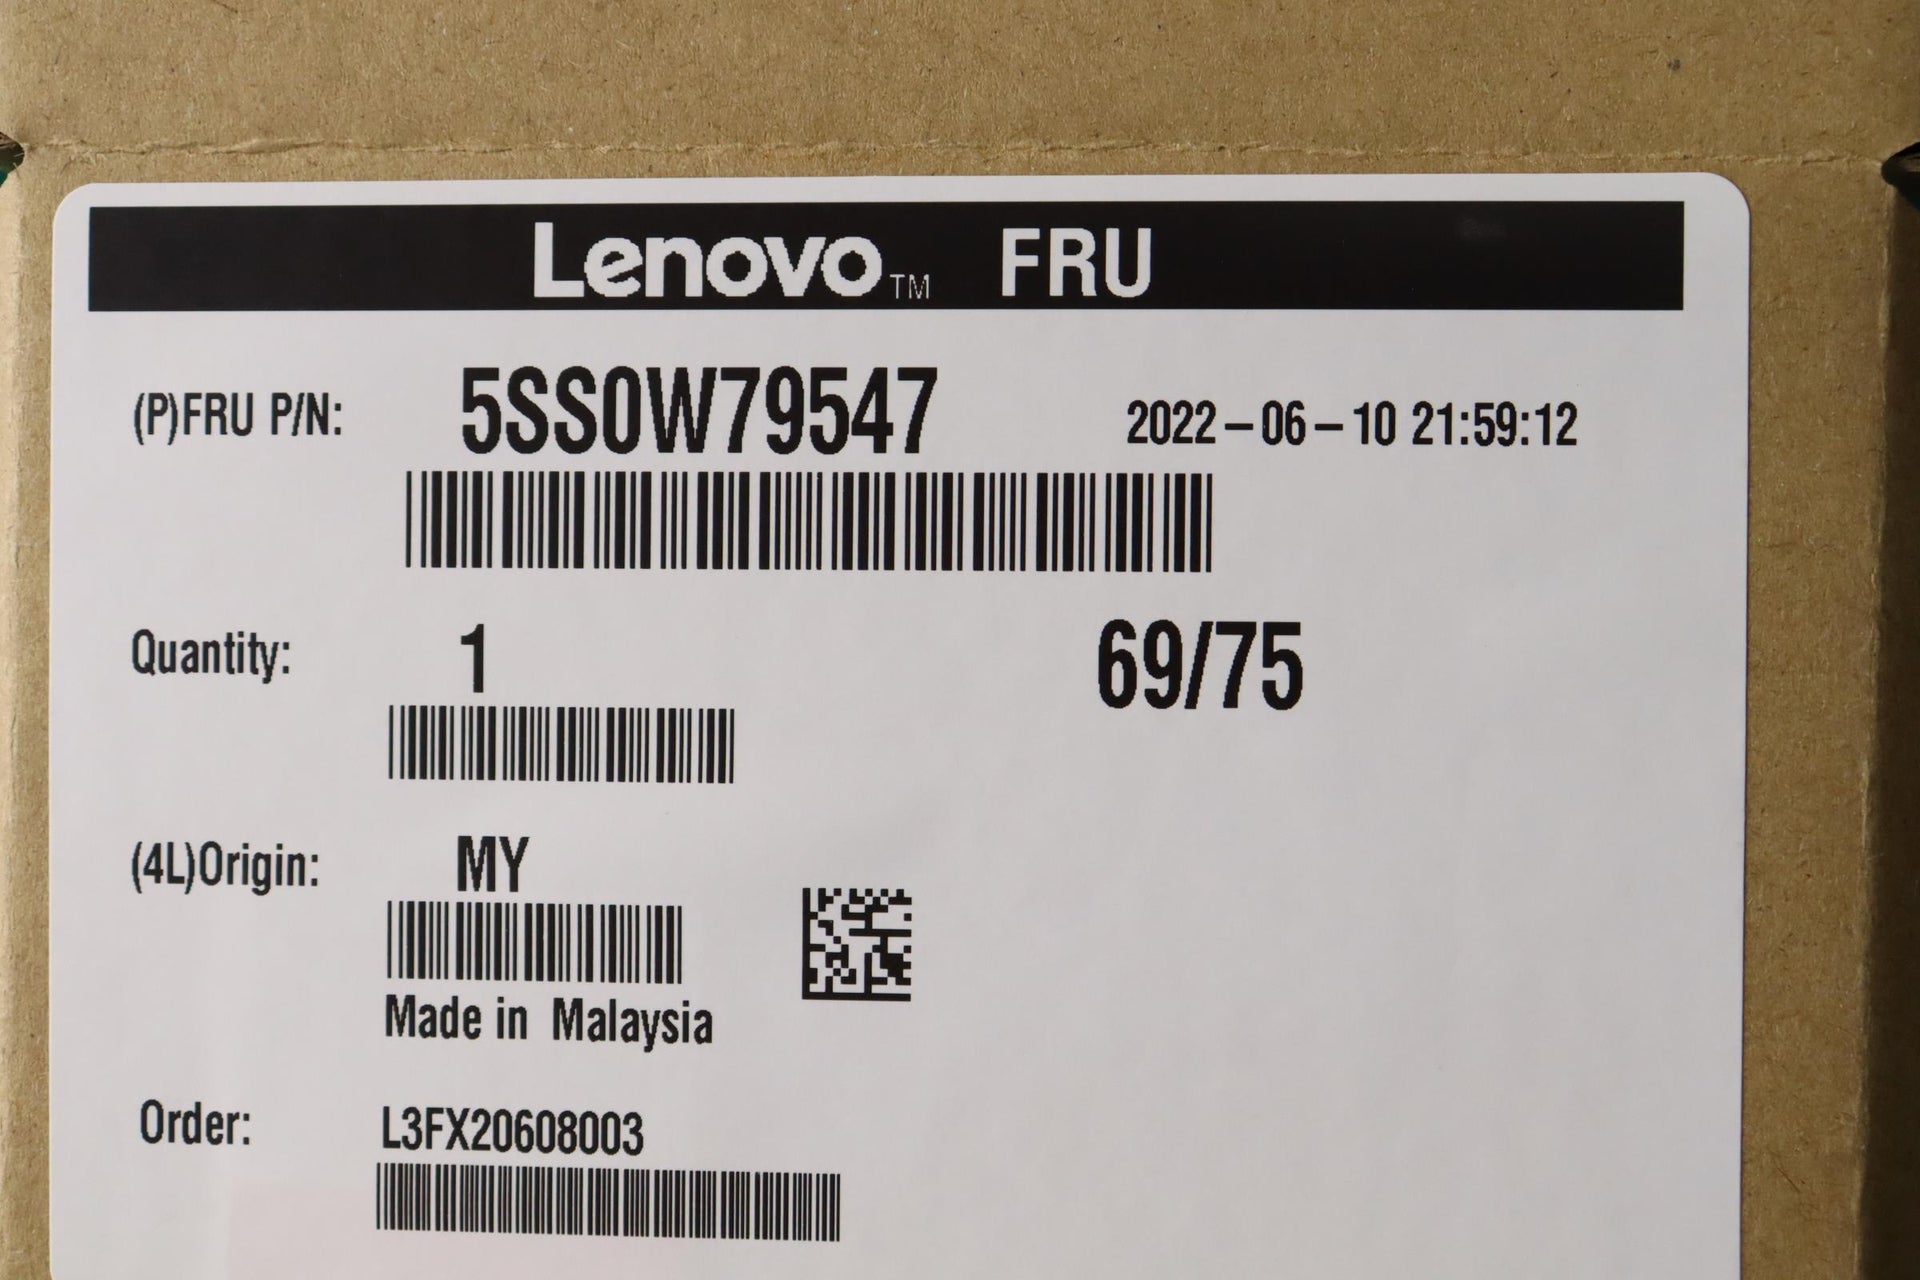 Lenovo™ FRU
(P)FRU P/N: 5SS0W79547 2022-06-10 21:59:12
Quantity: 1 69/75
(4L)Origin: MY
Made in Malaysia
Order: L3FX20608003